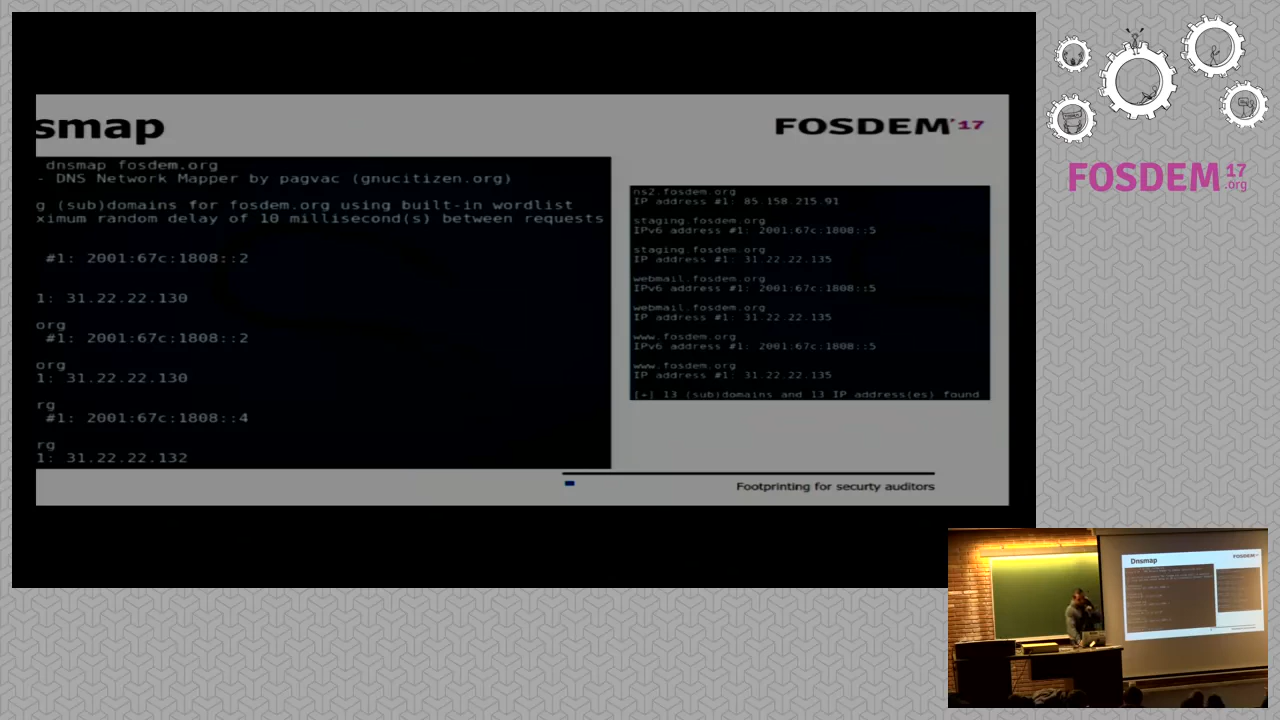 smap
FOSDEM'17
dnsmap fosdem.org
- DNS Network Mapper by pagvac (gnucitizen.org)
g (sub)domains for fosdem.org using built-in wordlist
ximum random delay of 10 millisecond(s) between requests
#1: 2001:67c:1808::2
1: 31.22.22.130
org
#1: 2001:67c:1808::2
org
1: 31.22.22.130
rg
#1: 2001:67c:1808::4
rg
1: 31.22.22.132
ns2.fosdem.org
IP address #1: 85.158.215.91
staging.fosdem.org
IPv6 address #1: 2001:67c:1808::5
staging.fosdem.org
IP address #1: 31.22.22.135
webmail.fosdem.org
IPv6 address #1: 2001:67c:1808::5
webmail.fosdem.org
IP address #1: 31.22.22.135
www.fosdem.org
IPv6 address #1: 2001:67c:1808::5
www.fosdem.org
IP address #1: 31.22.22.135
[+] 13 (sub)domains and 13 IP address(es) found
Footprinting for securty auditors
FOSDEM 17
.org
Dnsmap
FOSDEM